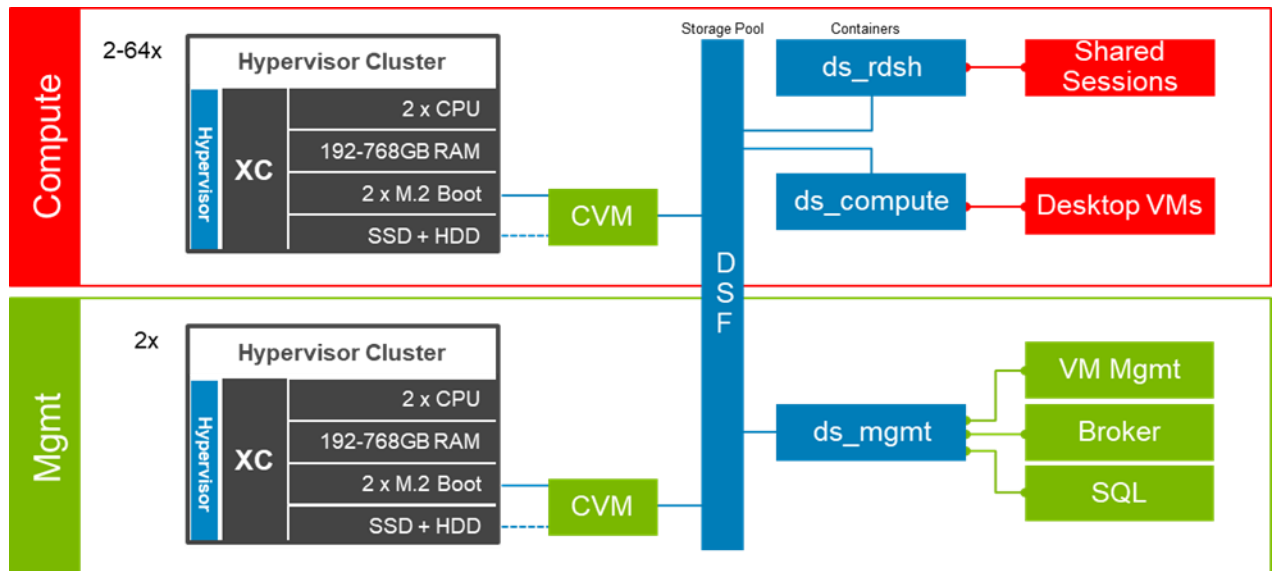 Compute
2-64x
Hypervisor Cluster
Hypervisor
XC
2 x CPU
192-768GB RAM
2 x M.2 Boot
SSD + HDD
CVM
Storage Pool
Containers
DSF
ds_rdsh
Shared
Sessions
ds_compute
Desktop VMs
Mgmt
2x
Hypervisor Cluster
Hypervisor
XC
2 x CPU
192-768GB RAM
2 x M.2 Boot
SSD + HDD
CVM
ds_mgmt
VM Mgmt
Broker
SQL